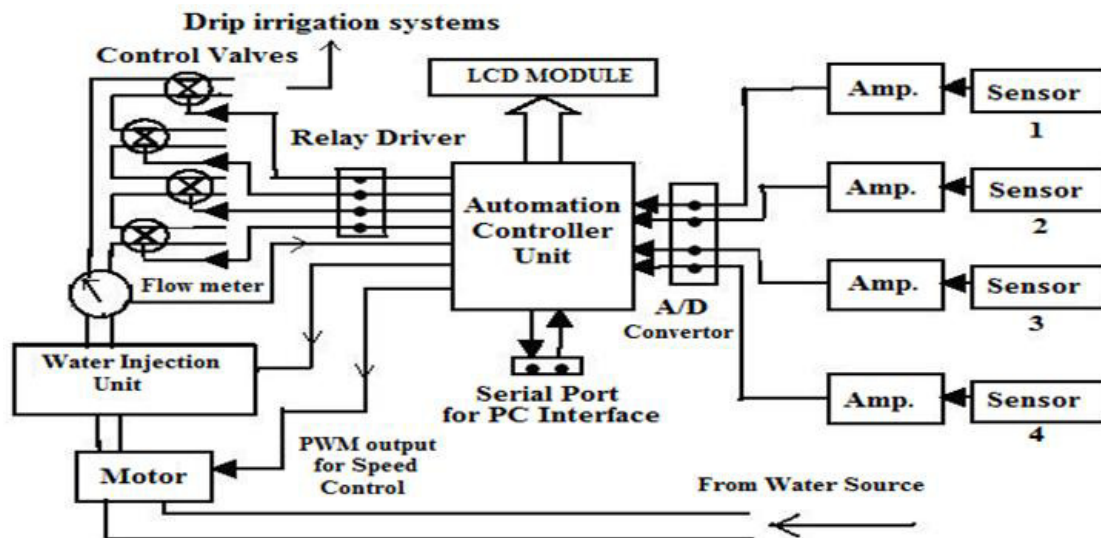 Drip irrigation systems
Control Valves
LCD MODULE
Amp.
Sensor
1
Relay Driver
Automation
Controller
Unit
Amp.
Sensor
2
Flow meter
A/D
Convertor
Amp.
Sensor
3
Water Injection
Unit
Serial Port
for PC Interface
Amp.
Sensor
4
Motor
PWM output
for Speed
Control
From Water Source